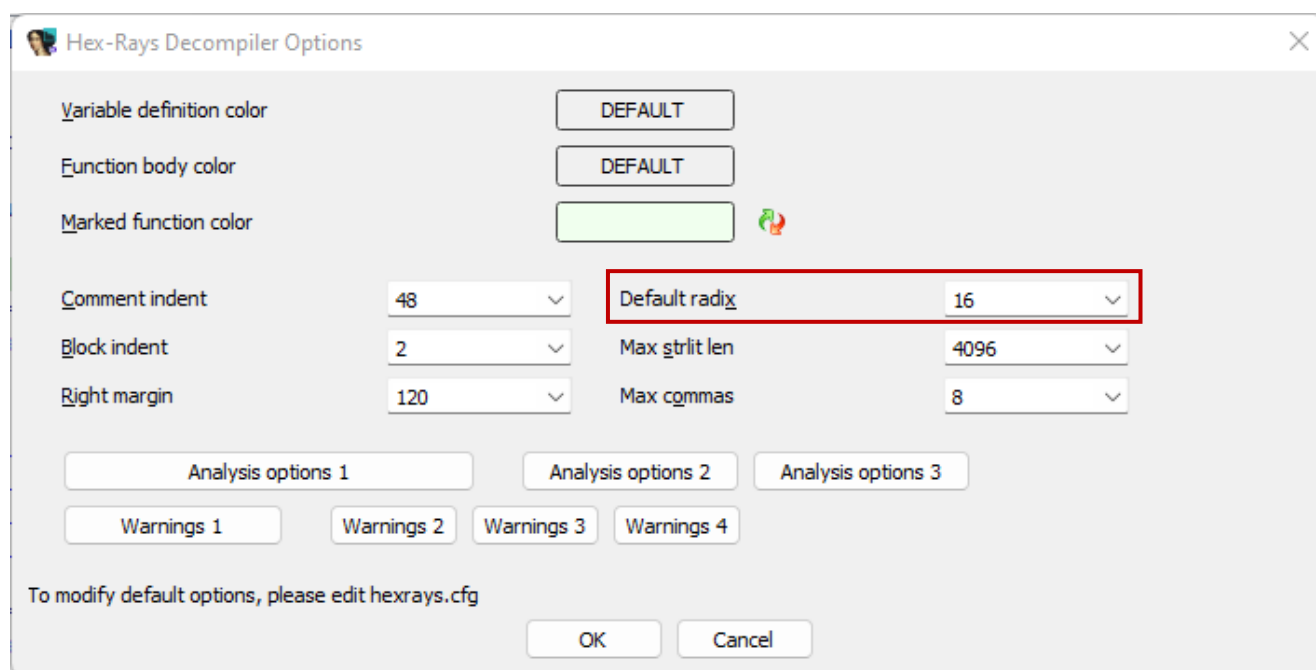 Hex-Rays Decompiler Options
Variable definition color DEFAULT
Function body color DEFAULT
Marked function color
Comment indent 48 Default radix 16
Block indent 2 Max strlit len 4096
Right margin 120 Max commas 8
Analysis options 1 Analysis options 2 Analysis options 3
Warnings 1 Warnings 2 Warnings 3 Warnings 4
To modify default options, please edit hexrays.cfg
OK Cancel